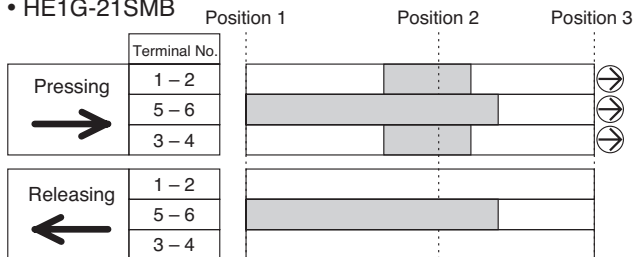 • HE1G-21SMB
Position 1 Position 2 Position 3
Terminal No.
Pressing
1 – 2
5 – 6
3 – 4
Releasing
1 – 2
5 – 6
3 – 4